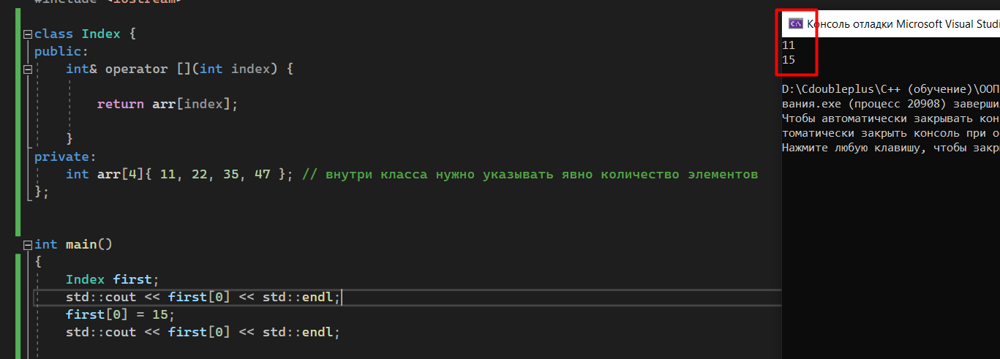 #include <iostream>
class Index {
public:
int& operator [](int index) {
return arr[index];
}
private:
int arr[4]{ 11, 22, 35, 47 }; // внутри класса нужно указывать явно количество элементов
};
int main()
{
Index first;
std::cout << first[0] << std::endl;
first[0] = 15;
std::cout << first[0] << std::endl;
C:\ Консоль отладки Microsoft Visual Studi
11
15
D:\Cdoubleplus\C++ (обучение)\ООП
вания.exe (процесс 20908) заверши
Чтобы автоматически закрывать кон
томатически закрыть консоль при о
Нажмите любую клавишу, чтобы закр